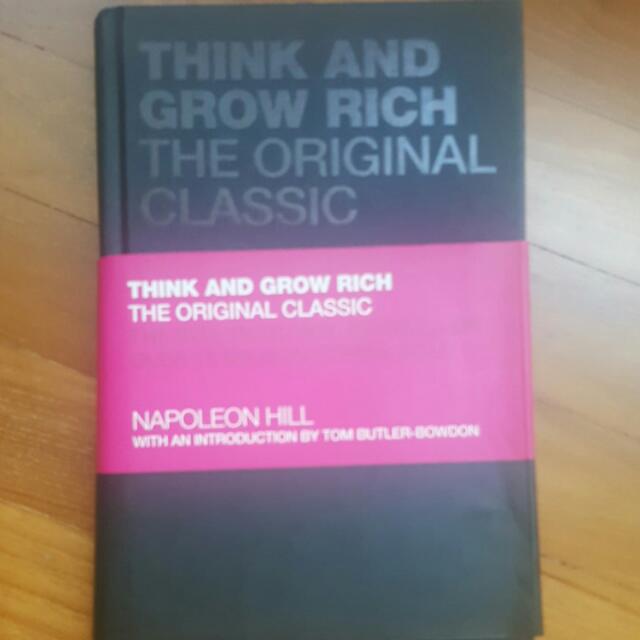 THINK AND
GROW RICH
THE ORIGINAL
CLASSIC
THINK AND GROW RICH
THE ORIGINAL CLASSIC
NAPOLEON HILL
WITH AN INTRODUCTION BY TOM BUTLER-BOWDON